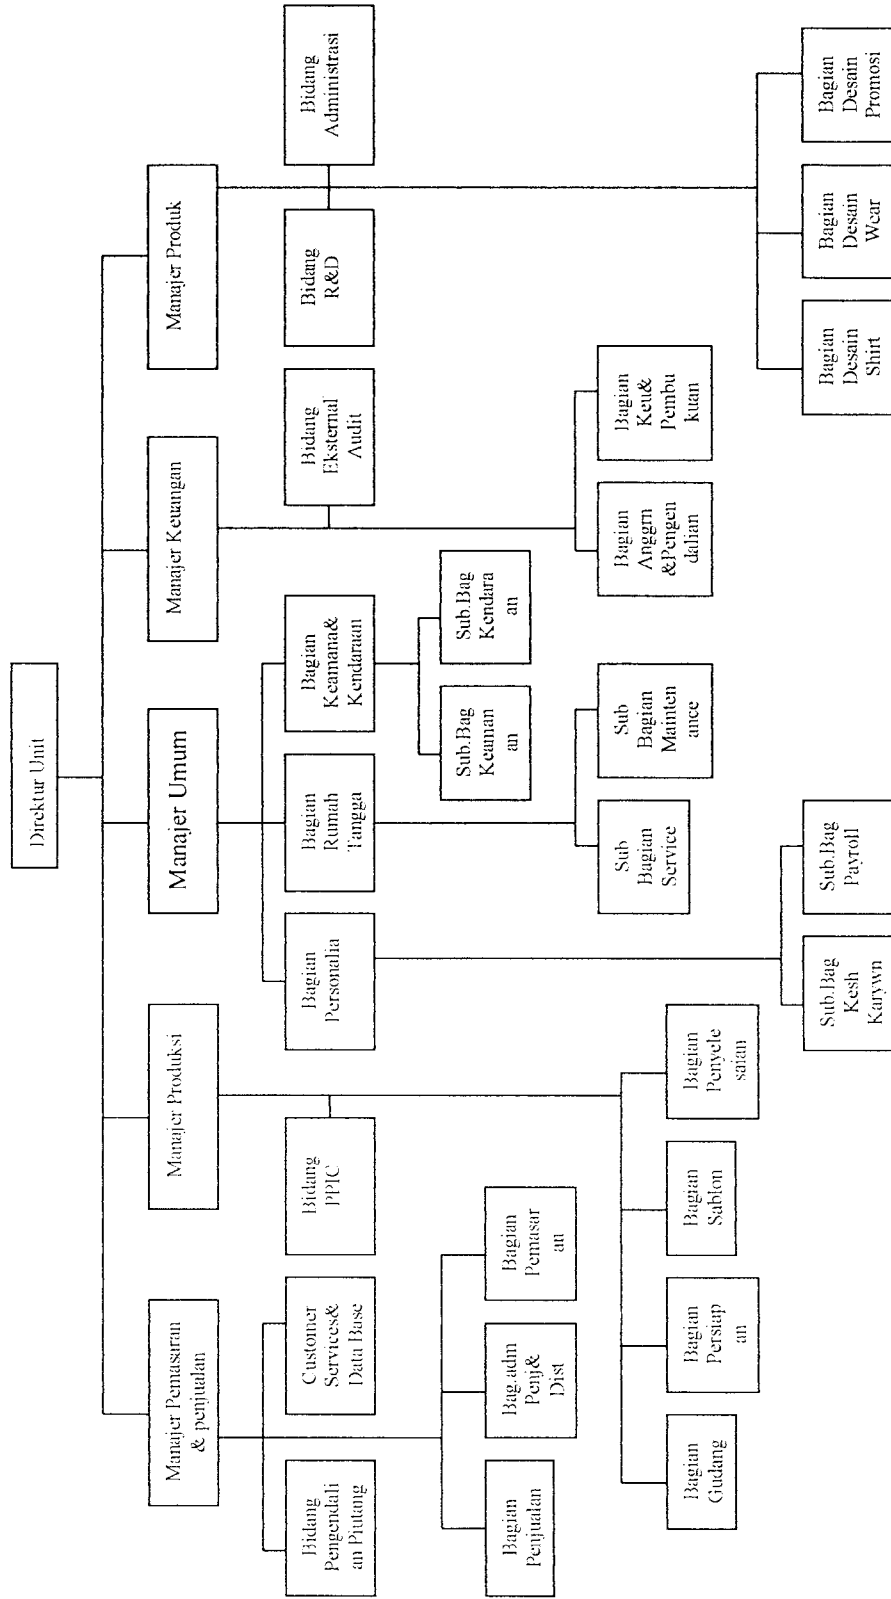 Direktur Unit
Manajer Pemasaran
& penjualan
Manajer Produksi
Manajer Umum
Manajer Keuangan
Manajer Produk
Bidang
Pengendali
an Piutang
Customer
Services&
Data Base
Bidang
PPIC
Bagian
Personalia
Bagian
Rumah
Tangga
Bagian
Keamana&
Kendaraan
Bidang
Eksternal
Audit
Bidang
R&D
Bidang
Administrasi
Bagian
Penjualan
Bag.adm
Penj&
Dist
Bagian
Pemasar
an
Sub.Bag
Keaman
an
Sub.Bag
Kendara
an
Bagian
Gudang
Bagian
Persiap
an
Bagian
Sablon
Bagian
Penyele
saian
Sub
Bagian
Service
Sub
Bagian
Mainten
ance
Bagian
Anggrn
&Pengen
dalian
Bagian
Keu&
Pembu
kuan
Sub.Bag
Kesh
Karywn
Sub.Bag
Payroll
Bagian
Desain
Shirt
Bagian
Desain
Wear
Bagian
Desain
Promosi